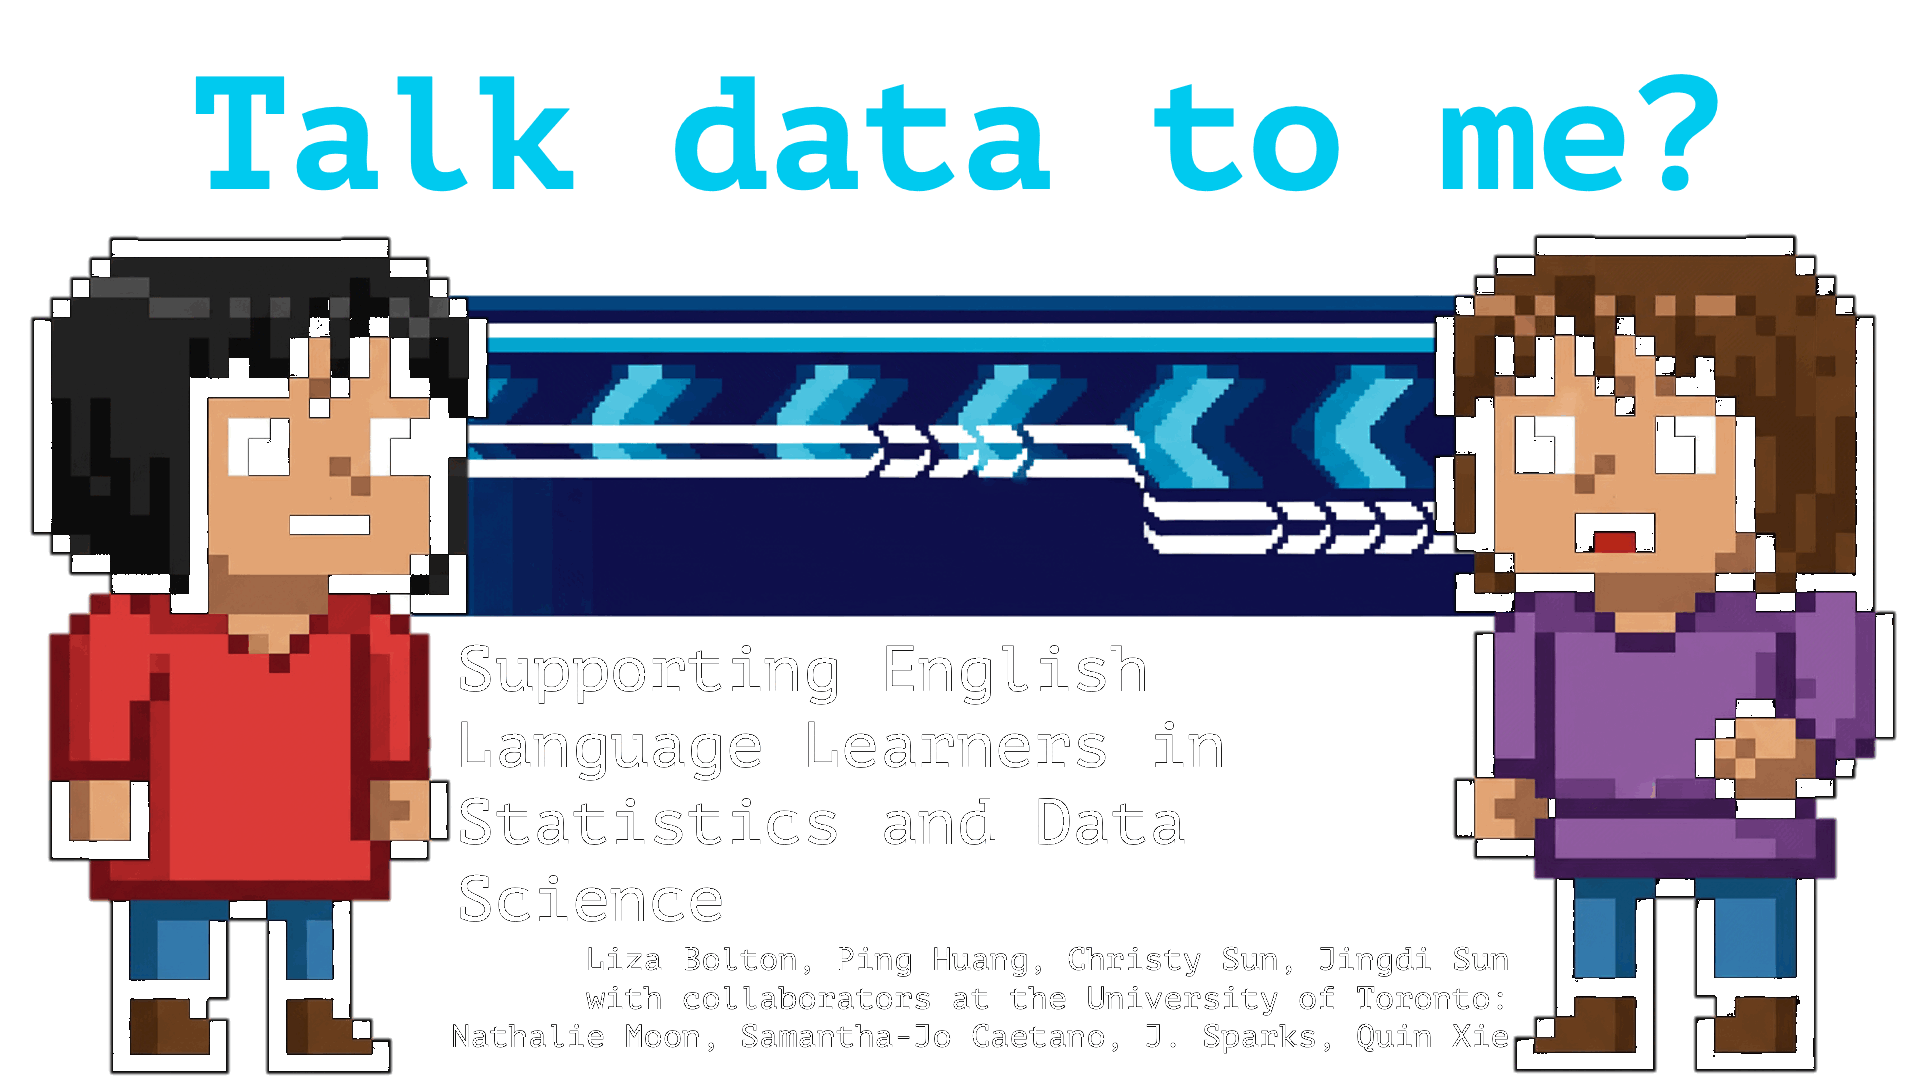 Talk data to me?
Supporting English
Language Learners in
Statistics and Data
Science
Liza Bolton, Ping Huang, Christy Sun, Jingdi Sun
with collaborators at the University of Toronto:
Nathalie Moon, Samantha-Jo Caetano, J. Sparks, Quin Xie